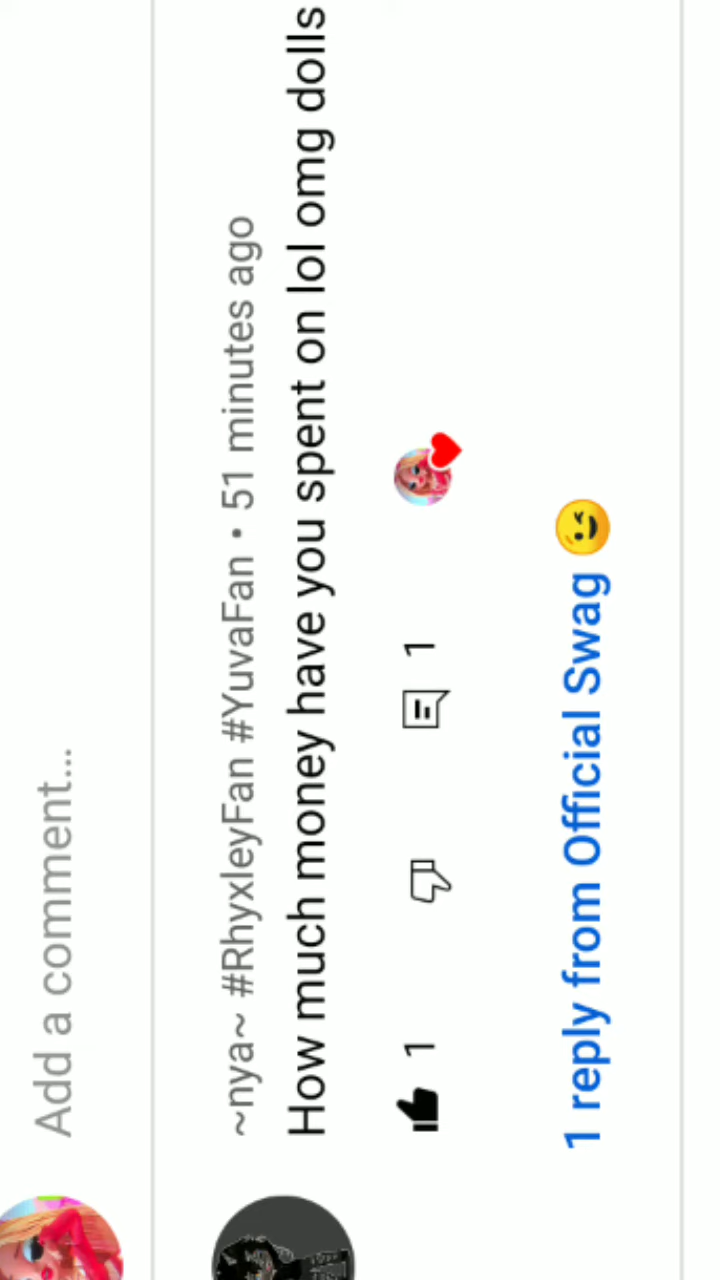 Add a comment...
~nya~ #RhyxleyFan #YuvaFan • 51 minutes ago
How much money have you spent on lol omg dolls
1 1
1 reply from Official Swag 😉